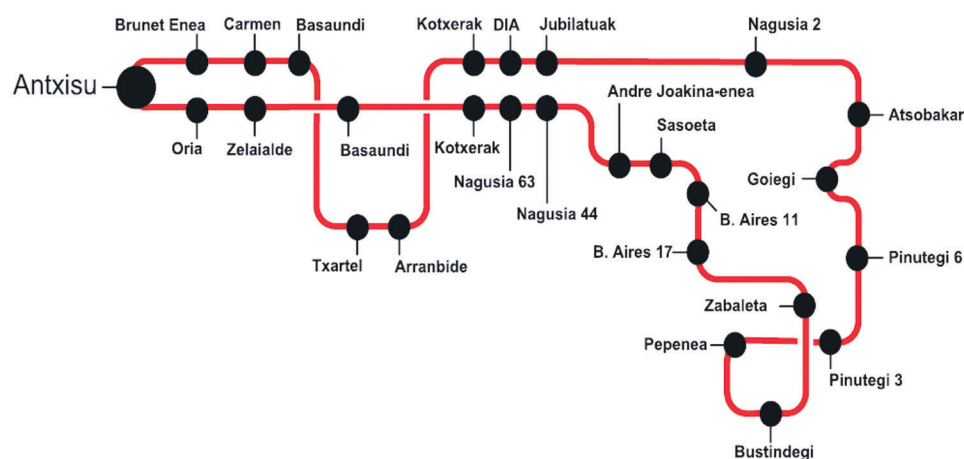 Brunet Enea
Carmen
Basaundi
Kotxerak
DIA
Jubilatuak
Nagusia 2
Antxisu
Andre Joakina-enea
Atsobakar
Sasoeta
Oria
Zelaialde
Basaundi
Kotxerak
Nagusia 63
Goiegi
Nagusia 44
B. Aires 11
B. Aires 17
Pinutegi 6
Txartel
Arranbide
Zabaleta
Pepenea
Pinutegi 3
Bustindegi